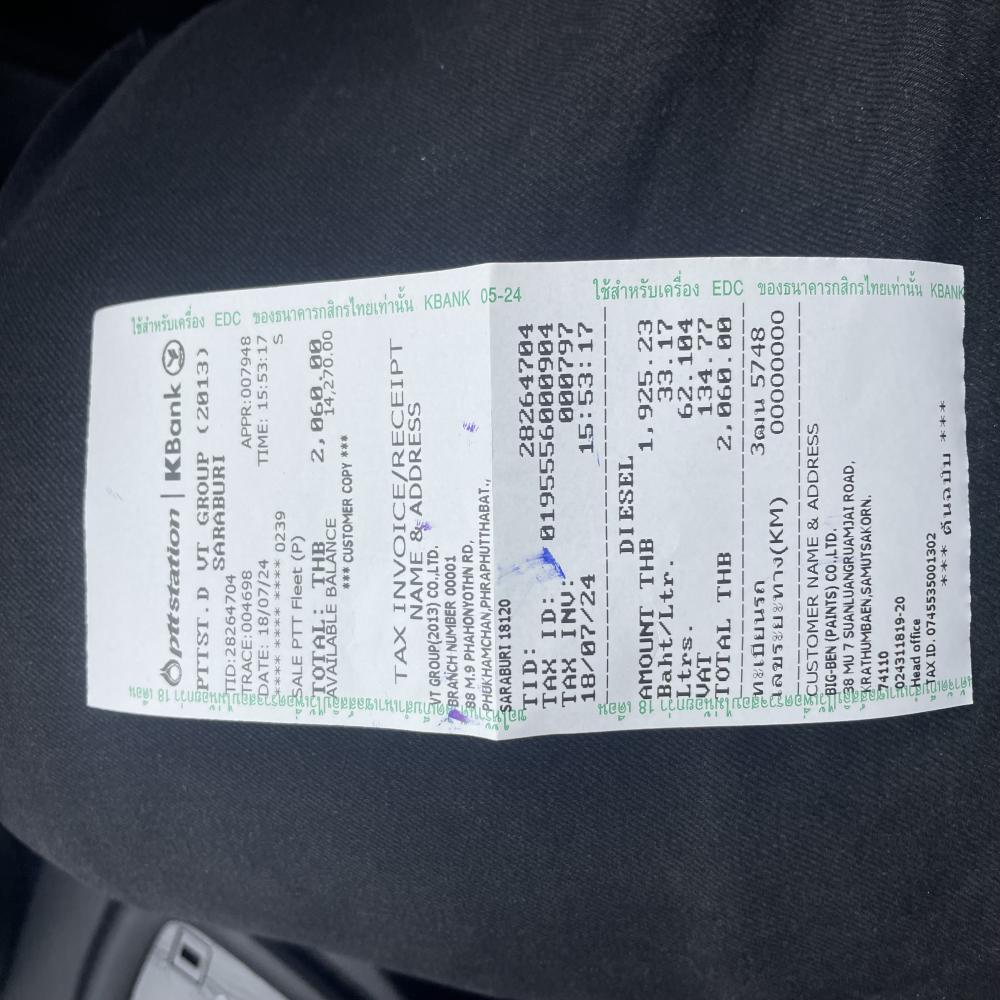 ใช้สำหรับเครื่อง EDC ของธนาคารกสิกรไทยเท่านั้น KBANK 05-24
pttstation | KBank
PTTST.D VT GROUP (2013)
SARABURI
TID:28264704
TRACE:004698 APPR:007948
DATE: 18/07/24 TIME: 15:53:17
**** **** **** 0239 S
SALE PTT Fleet (P)
TOTAL: THB 2,060.00
AVAILABLE BALANCE 14,270.00
*** CUSTOMER COPY ***
TAX INVOICE/RECEIPT
NAME & ADDRESS
VT GROUP(2013) CO.,LTD.
BRANCH NUMBER 00001
88 M.9 PHAHONYOTHN RD,
PHUKHAMCHAN,PHRAPHUTTHABAT.,
SARABURI 18120
TID: 28264704
TAX ID: 0195556000904
TAX INV: 000797
18/07/24 15:53:17
ใช้สำหรับเครื่อง EDC ของธนาคารกสิกรไทยเท่านั้น KBANK
DIESEL
AMOUNT THB 1,925.23
Baht/Ltr. 33.17
Ltrs. 62.104
VAT 134.77
TOTAL THB 2,060.00
ทะเบียนรถ 3ฒน 5748
เลขระยะทาง(KM) 00000000
CUSTOMER NAME & ADDRESS
BIG-BEN (PAINTS) CO.,LTD.
38 MU 7 SUANLUANGRUAMJAI ROAD,
KRATHUMBAEN,SAMUTSAKORN.
74110
024311819-20
Head office
TAX ID. 0745535001302
*** ต้นฉบับ ***